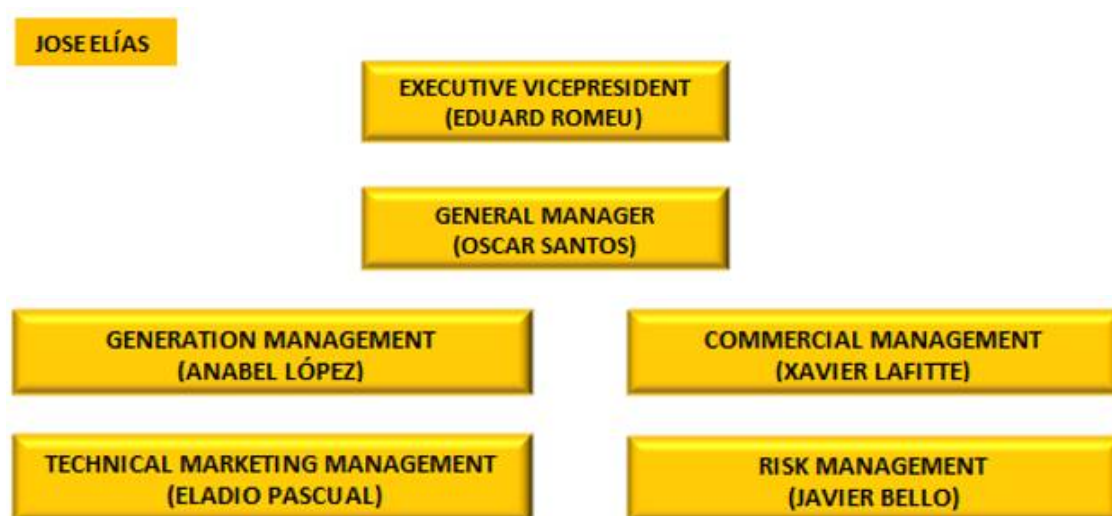 JOSE ELÍAS
EXECUTIVE VICEPRESIDENT
(EDUARD ROMEU)
GENERAL MANAGER
(OSCAR SANTOS)
GENERATION MANAGEMENT
(ANABEL LÓPEZ)
COMMERCIAL MANAGEMENT
(XAVIER LAFITTE)
TECHNICAL MARKETING MANAGEMENT
(ELADIO PASCUAL)
RISK MANAGEMENT
(JAVIER BELLO)